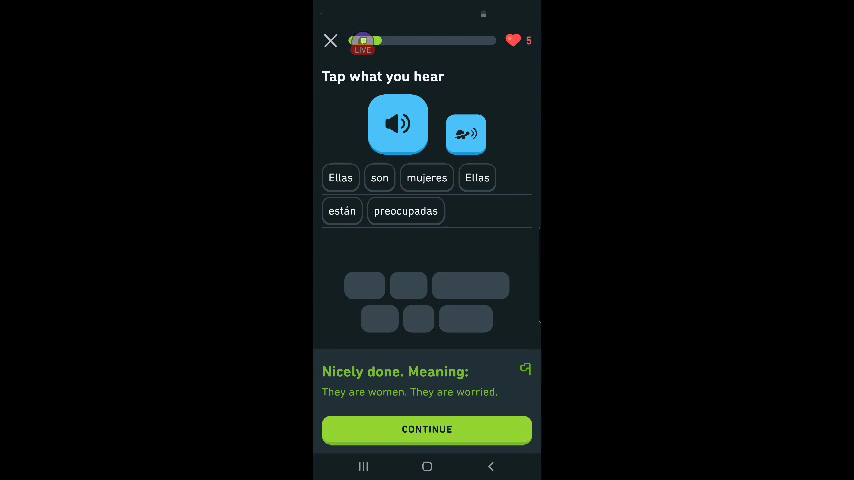 5
LIVE
Tap what you hear
Ellas son mujeres Ellas
están preocupadas
Nicely done. Meaning:
They are women. They are worried.
CONTINUE